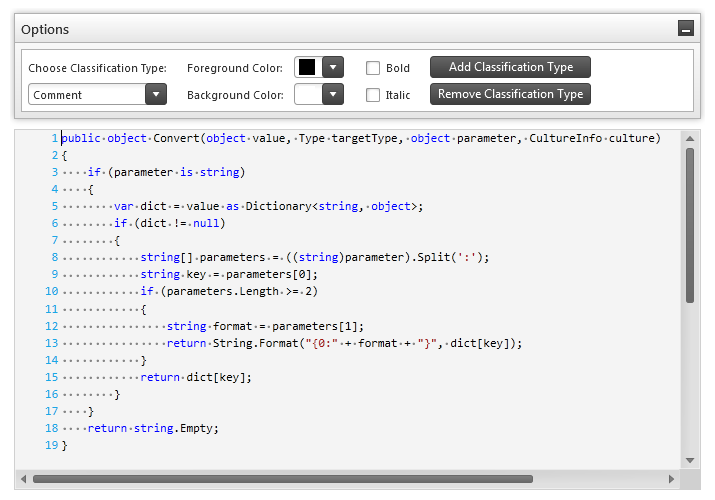 Options
Choose Classification Type: Foreground Color: Bold Add Classification Type
Comment Background Color: Italic Remove Classification Type
1 public object Convert(object value, Type targetType, object parameter, CultureInfo culture)
2 {
3     if (parameter is string)
4     {
5         var dict = value as Dictionary<string, object>;
6         if (dict != null)
7         {
8             string[] parameters = ((string)parameter).Split(':');
9             string key = parameters[0];
10             if (parameters.Length >= 2)
11             {
12                 string format = parameters[1];
13                 return String.Format("{0:" + format + "}", dict[key]);
14             }
15             return dict[key];
16         }
17     }
18     return string.Empty;
19 }